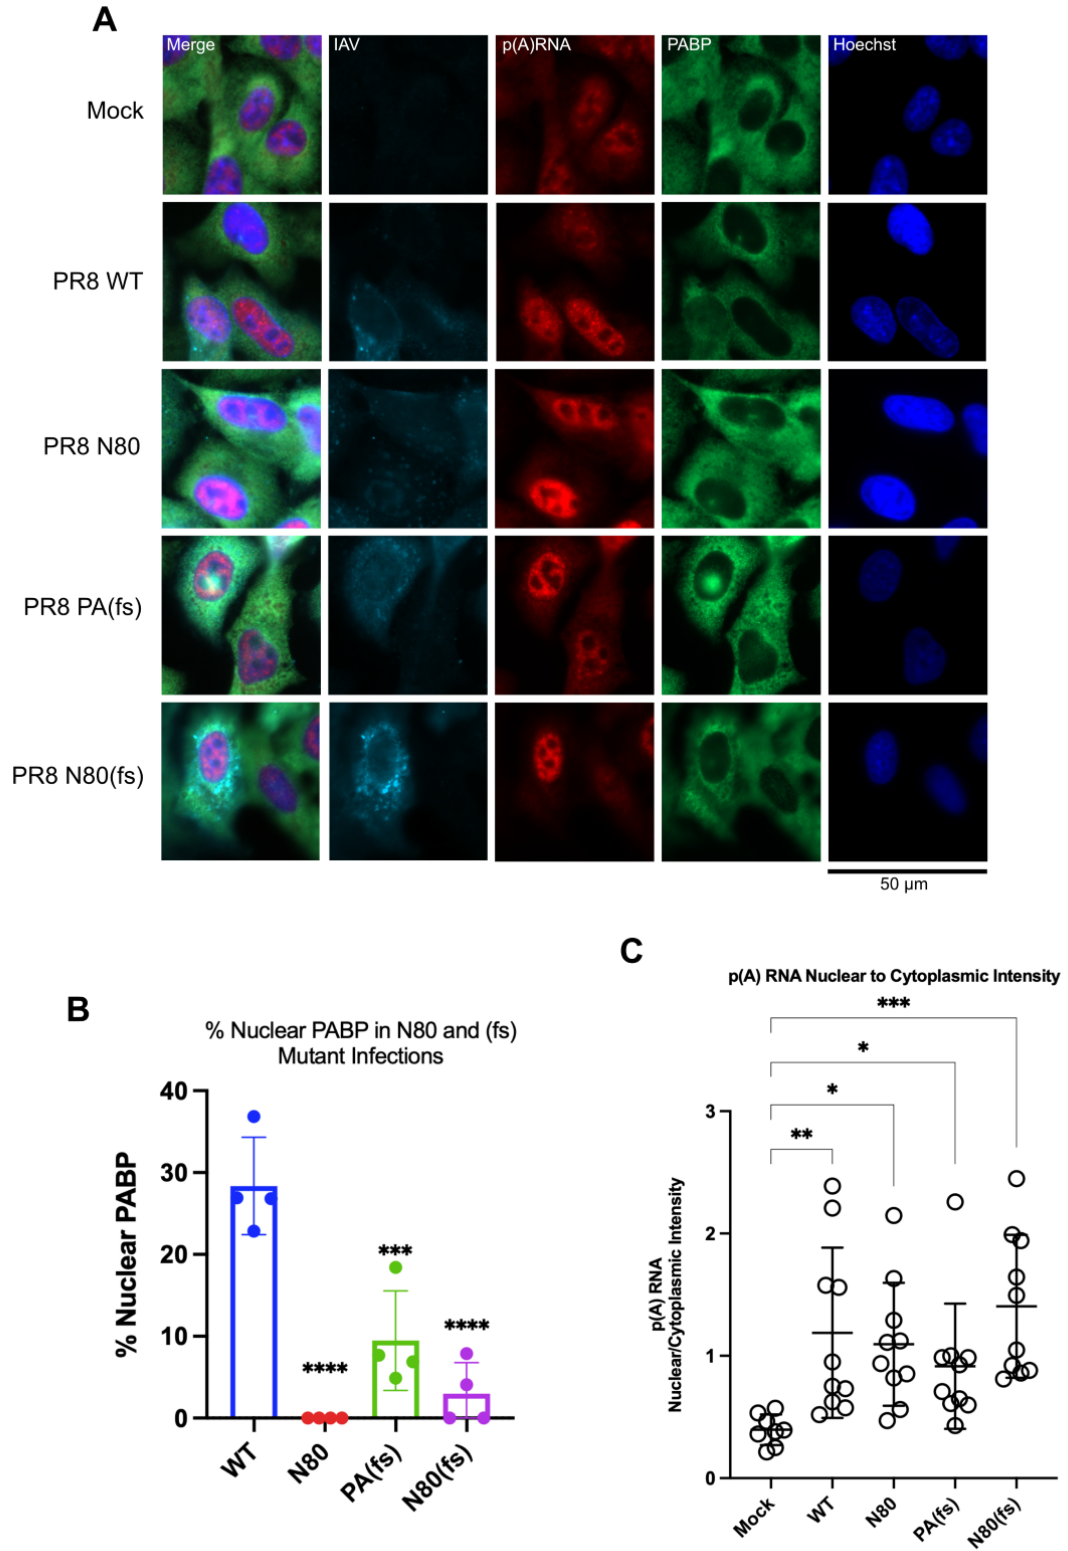 A
Merge IAV p(A)RNA PABP Hoechst
Mock
PR8 WT
PR8 N80
PR8 PA(fs)
PR8 N80(fs)
50 µm
C
p(A) RNA Nuclear to Cytoplasmic Intensity
***
*
*
**
3
2
1
0
p(A) RNA
Nuclear/Cytoplasmic Intensity
Mock WT N80 PA(fs) N80(fs)
B
% Nuclear PABP in N80 and (fs)
Mutant Infections
40
30
20
10
0
% Nuclear PABP
****
***
****
WT N80 PA(fs) N80(fs)